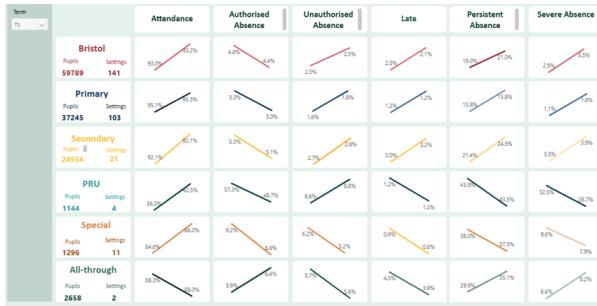 Term
T1
Attendance
Authorised Absence
Unauthorised Absence
Late
Persistent Absence
Severe Absence
Bristol
Pupils Settings
59789 141
93.0% 93.2%
4.8% 4.4%
2.3% 2.5%
2.0% 2.1%
19.0% 21.0%
2.9% 3.3%
Primary
Pupils Settings
37245 103
95.1% 95.3%
3.3% 3.0%
1.6% 1.8%
1.2% 1.2%
13.8% 15.8%
1.1% 1.8%
Secondary
Pupils Settings
24554 21
92.1% 92.1%
5.3% 5.1%
2.7% 2.8%
3.0% 3.2%
21.4% 24.5%
3.5% 3.9%
PRU
Pupils Settings
1144 4
36.0% 42.5%
57.3% 48.7%
6.6% 8.8%
1.2% 1.0%
43.9% 43.5%
32.5% 28.7%
Special
Pupils Settings
1296 11
84.6% 88.0%
9.2% 8.8%
6.2% 5.2%
0.9% 0.8%
38.0% 37.5%
9.6% 7.9%
All-through
Pupils Settings
2658 2
88.3% 88.0%
5.9% 6.4%
5.7% 5.6%
4.5% 3.9%
29.9% 35.1%
6.6% 8.2%